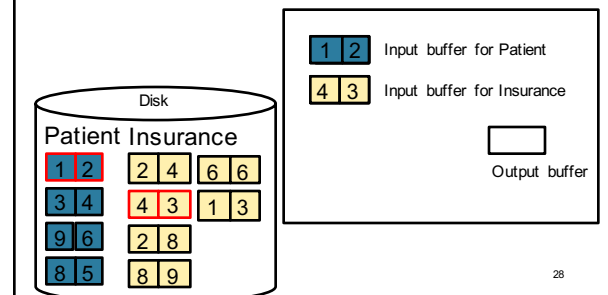 1 2 Input buffer for Patient
4 3 Input buffer for Insurance
Output buffer
Disk
Patient Insurance
1 2 2 4 6 6
3 4 4 3 1 3
9 6 2 8
8 5 8 9
28